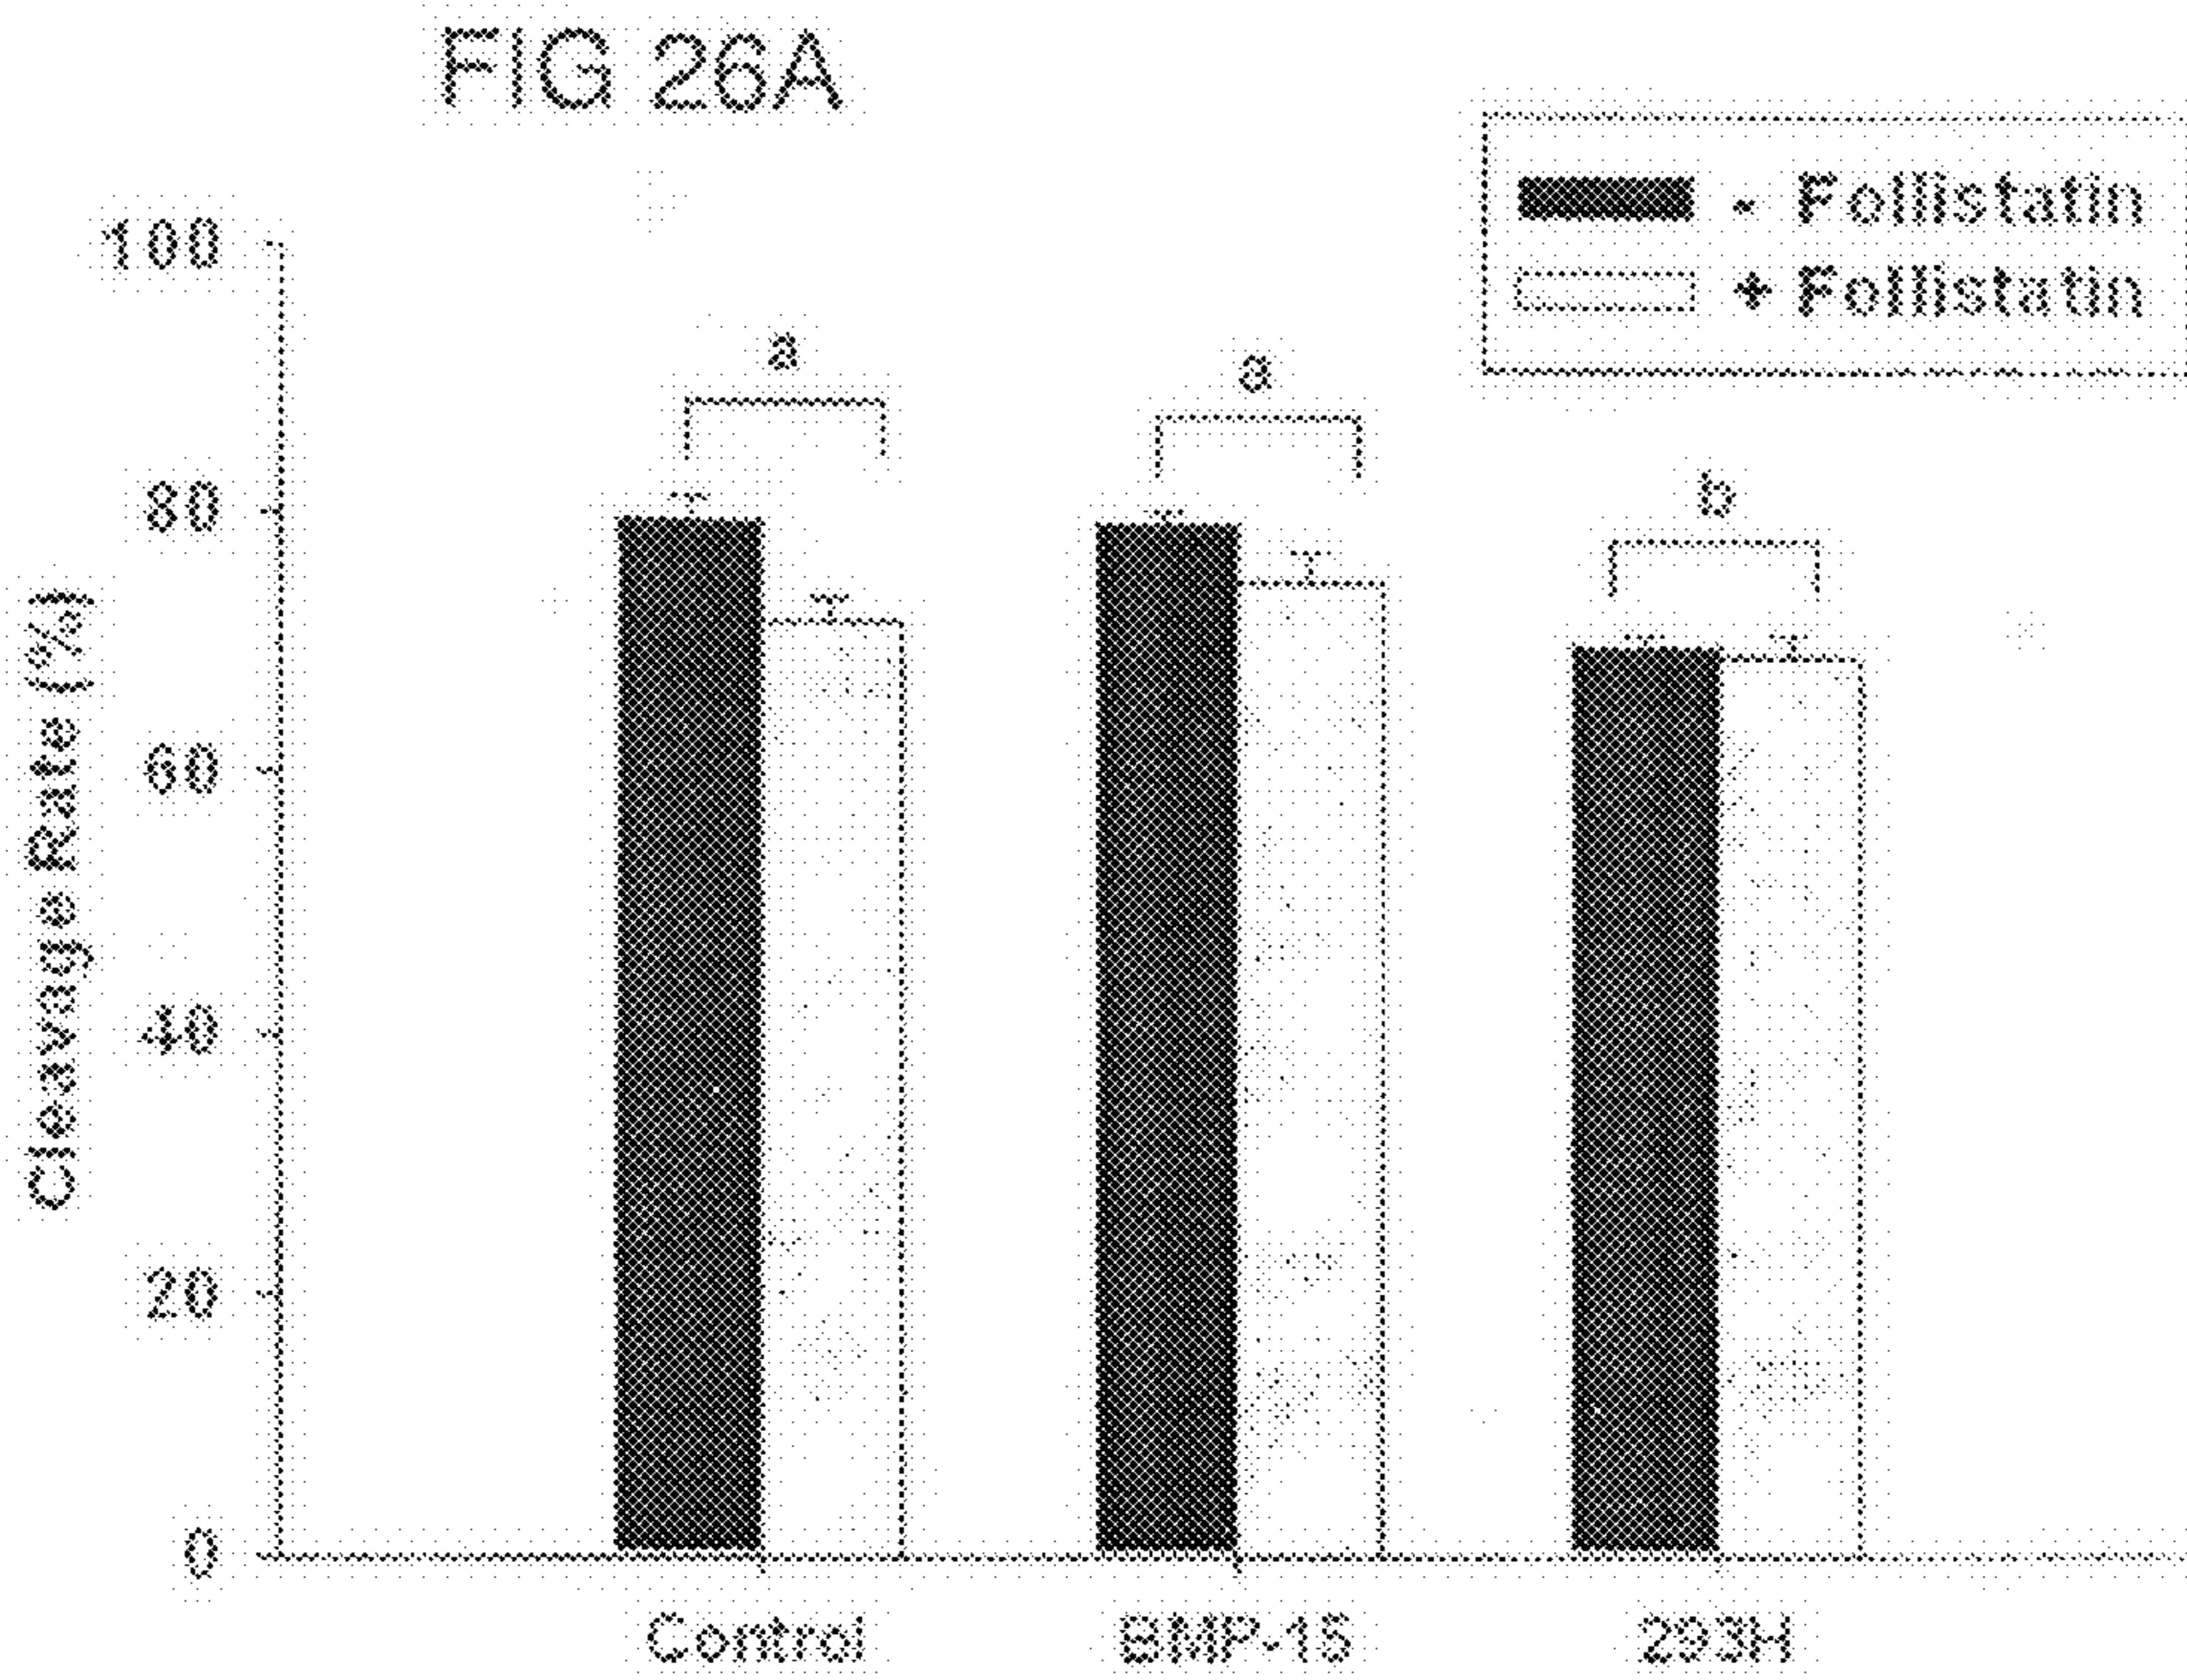 FIG 26A
- Follistatin
+ Follistatin
100
80
60
40
20
0
Cleavage Rate (%)
a
a
b
Control
BMP-15
293H